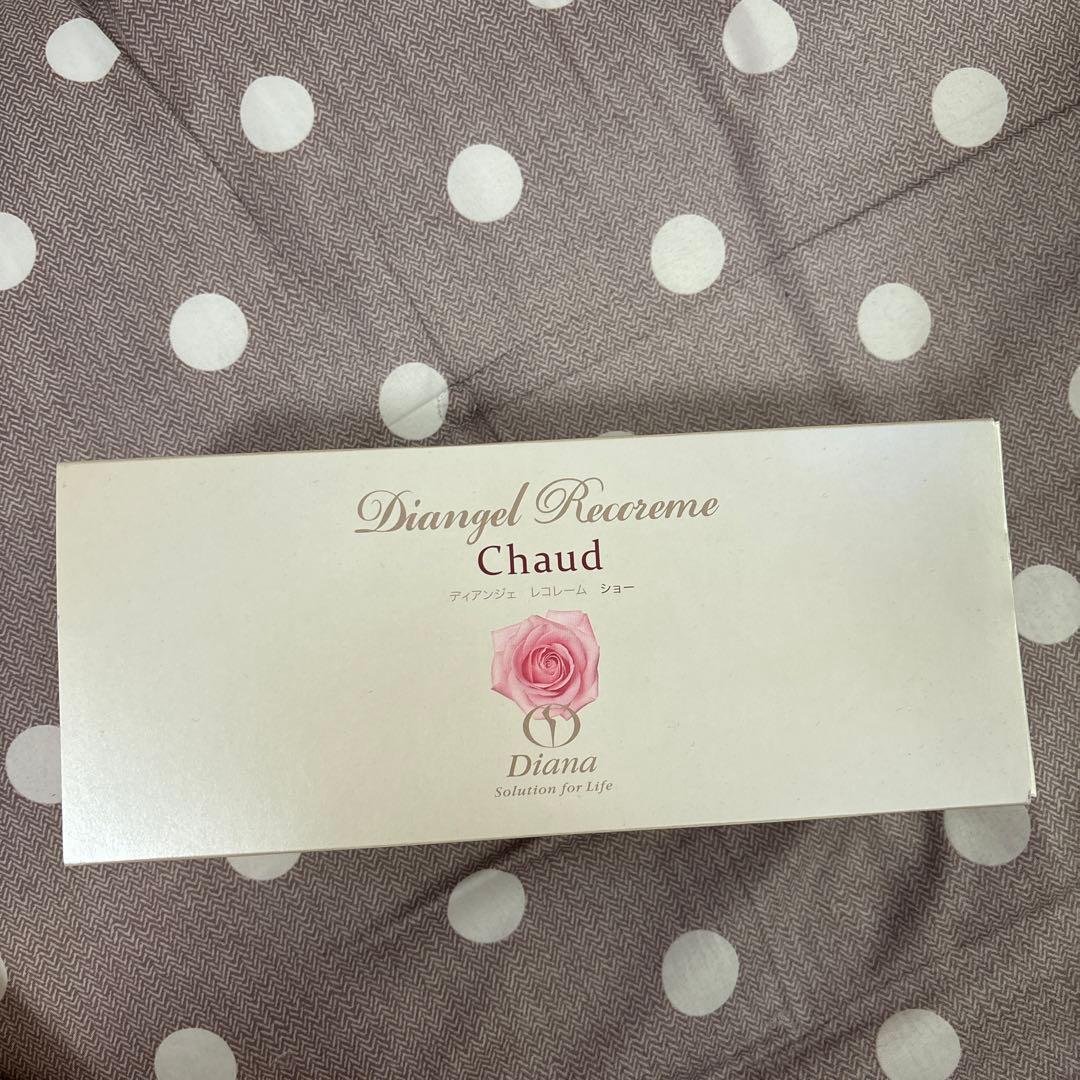 Diangel Recoreme
Chaud
ディアンジェ レコレーム ショー
Diana
Solution for Life